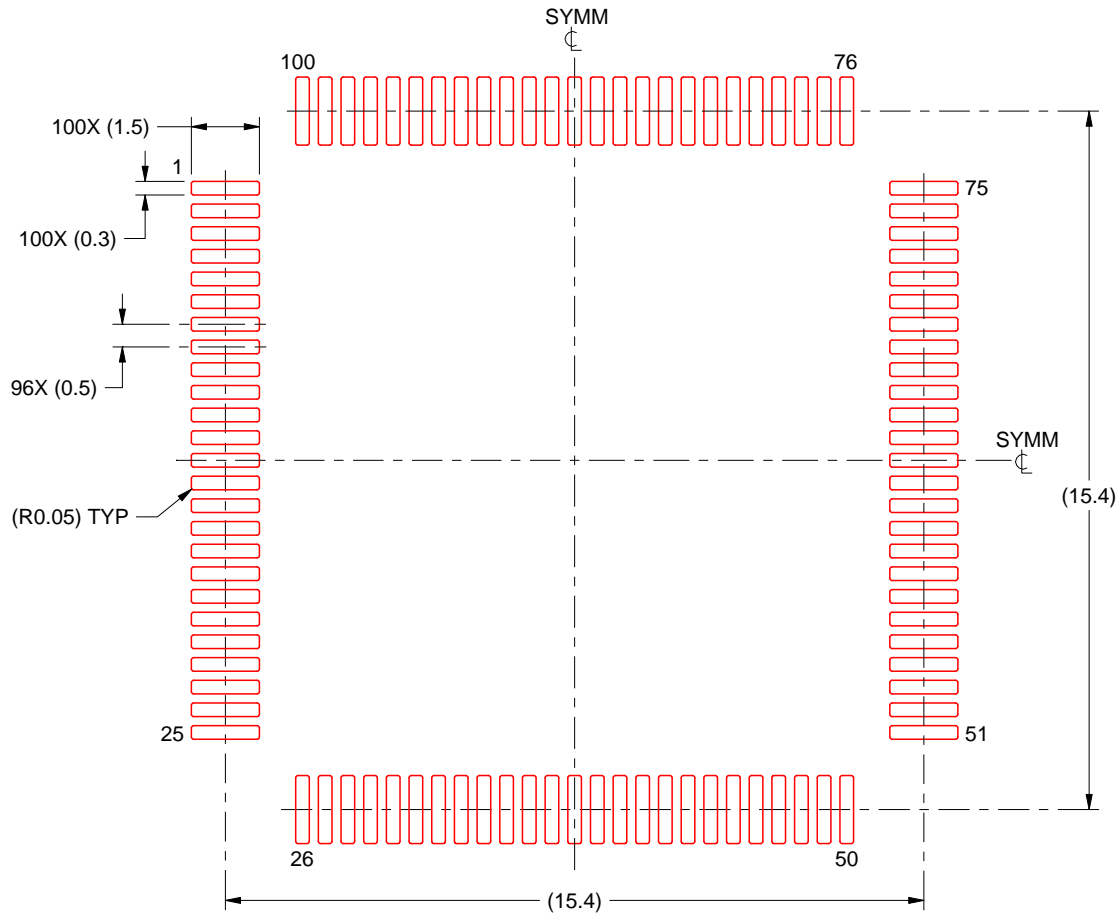 SYMM
100
76
100X (1.5)
1
75
100X (0.3)
96X (0.5)
SYMM
(15.4)
(R0.05) TYP
25
51
26
50
(15.4)